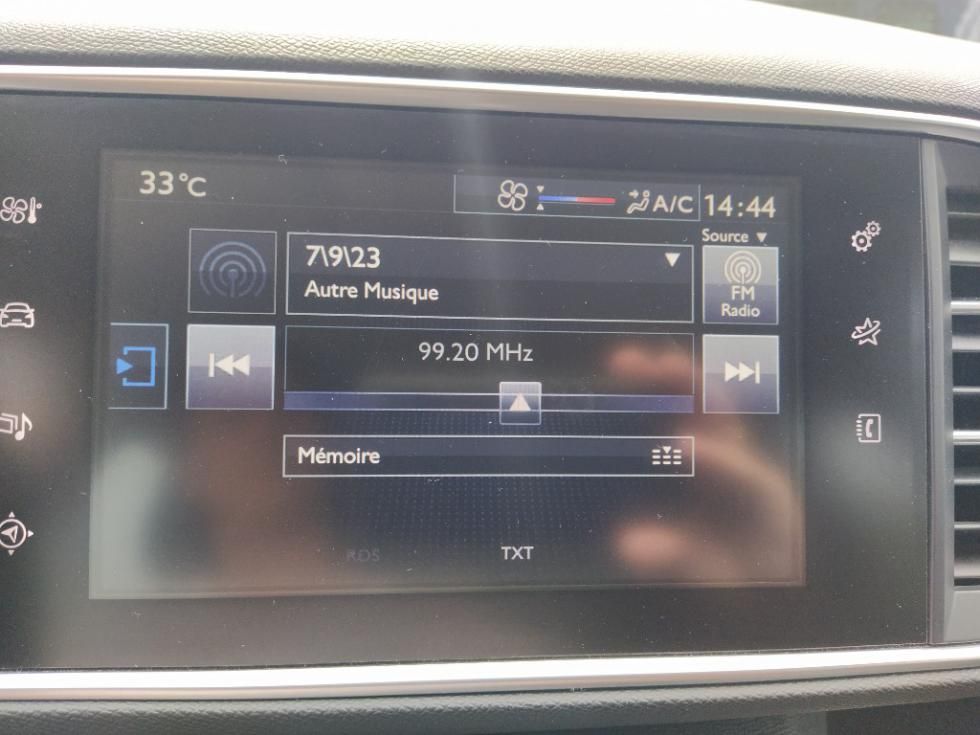 33°C
A/C 14:44
Source
7\9\23
Autre Musique
FM
Radio
99.20 MHz
Mémoire
RDS TXT